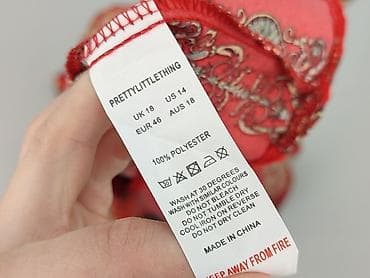 PRETTYLITTLETHING
UK 18 US 14
EUR 46 AUS 18
100% POLYESTER
WASH AT 30 DEGREES
WASH WITH SIMILAR COLOURS
DO NOT BLEACH
DO NOT TUMBLE DRY
COOL IRON ON REVERSE
DO NOT DRY CLEAN
MADE IN CHINA
KEEP AWAY FROM FIRE